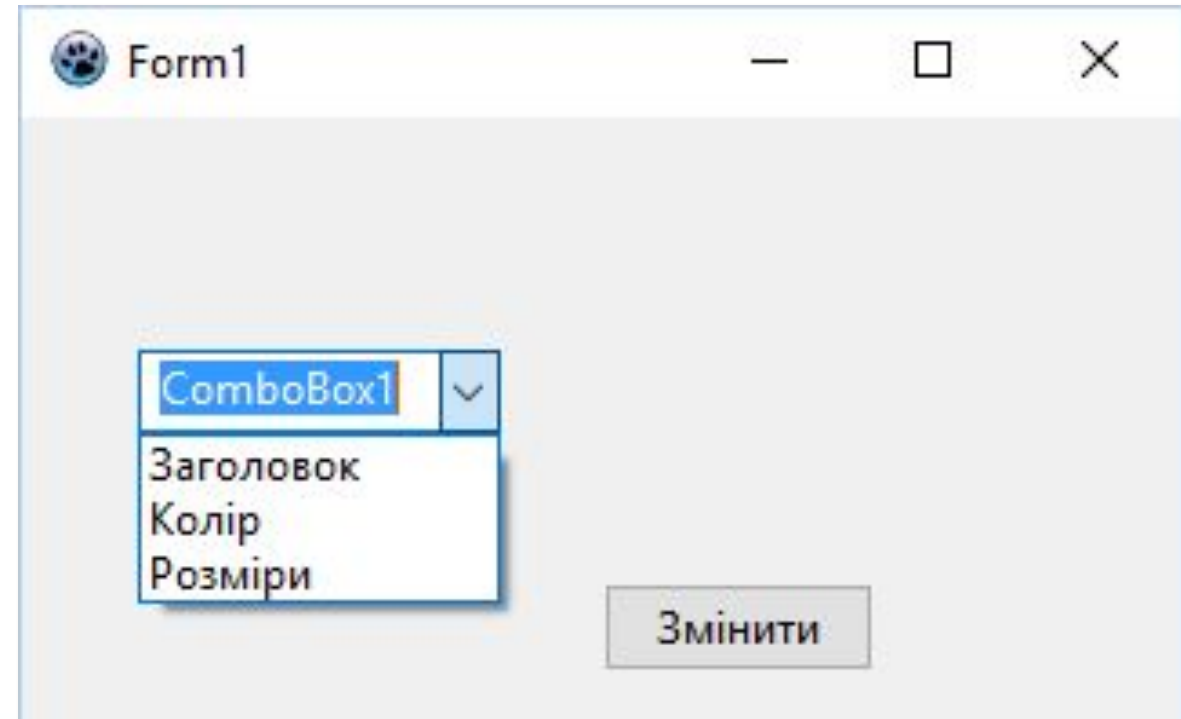 Form1
ComboBox1
Заголовок
Колір
Розміри
Змінити